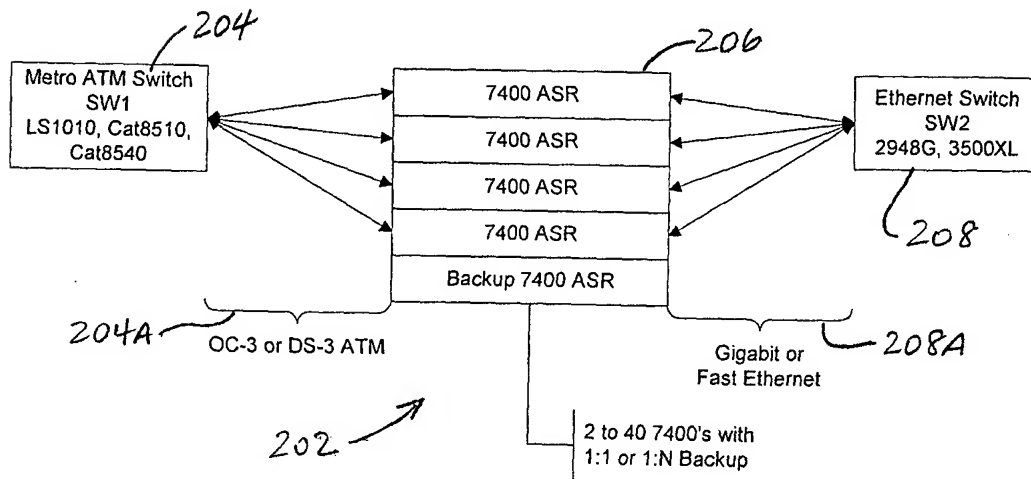 204
206
Metro ATM Switch
SW1
LS1010, Cat8510,
Cat8540
7400 ASR
7400 ASR
7400 ASR
7400 ASR
Backup 7400 ASR
Ethernet Switch
SW2
2948G, 3500XL
208
204A
OC-3 or DS-3 ATM
208A
Gigabit or
Fast Ethernet
202
2 to 40 7400's with
1:1 or 1:N Backup